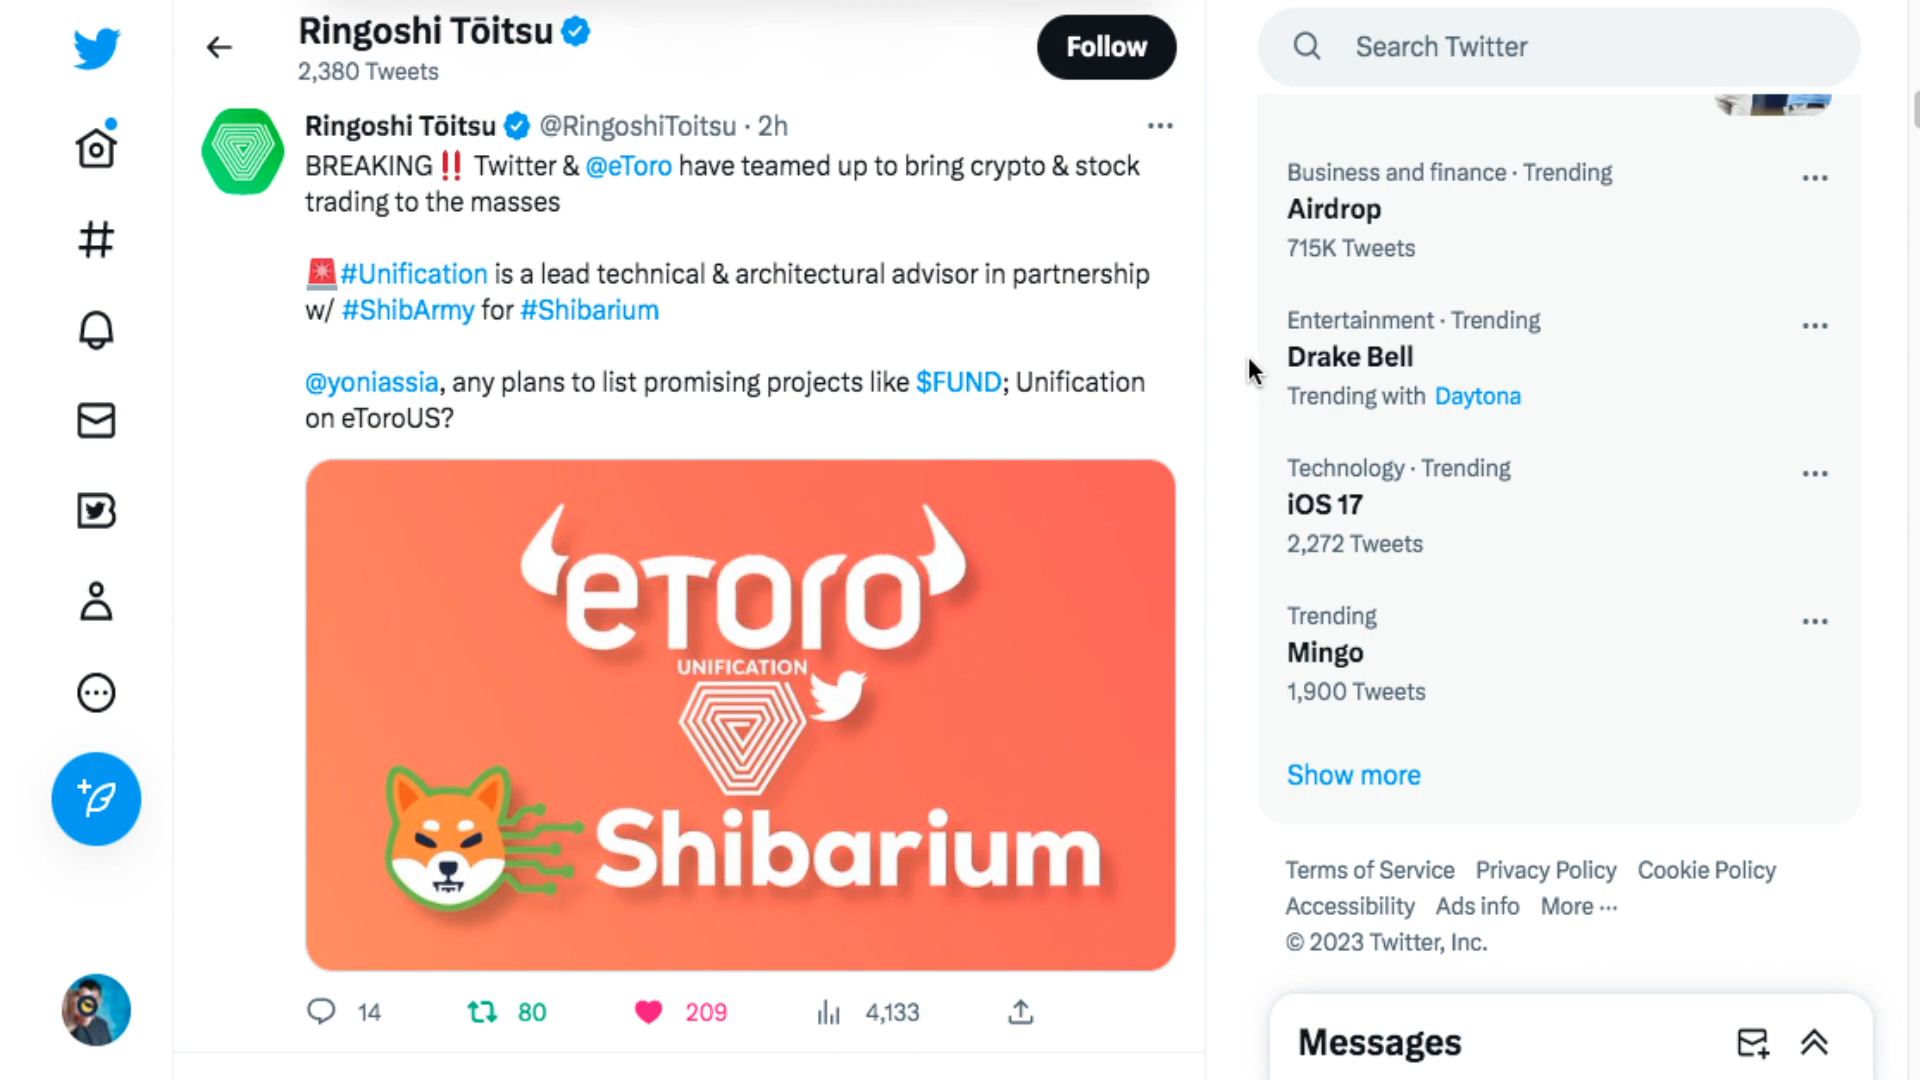 Ringoshi Tōitsu
2,380 Tweets
Follow
Ringoshi Tōitsu @RingoshiToitsu · 2h
BREAKING‼️ Twitter & @eToro have teamed up to bring crypto & stock
trading to the masses
🚨#Unification is a lead technical & architectural advisor in partnership
w/ #ShibArmy for #Shibarium
@yoniassia, any plans to list promising projects like $FUND; Unification
on eToroUS?
eToro
UNIFICATION
Shibarium
14 80 209 4,133
Search Twitter
Business and finance · Trending
Airdrop
715K Tweets
Entertainment · Trending
Drake Bell
Trending with Daytona
Technology · Trending
iOS 17
2,272 Tweets
Trending
Mingo
1,900 Tweets
Show more
Terms of Service Privacy Policy Cookie Policy
Accessibility Ads info More ···
© 2023 Twitter, Inc.
Messages